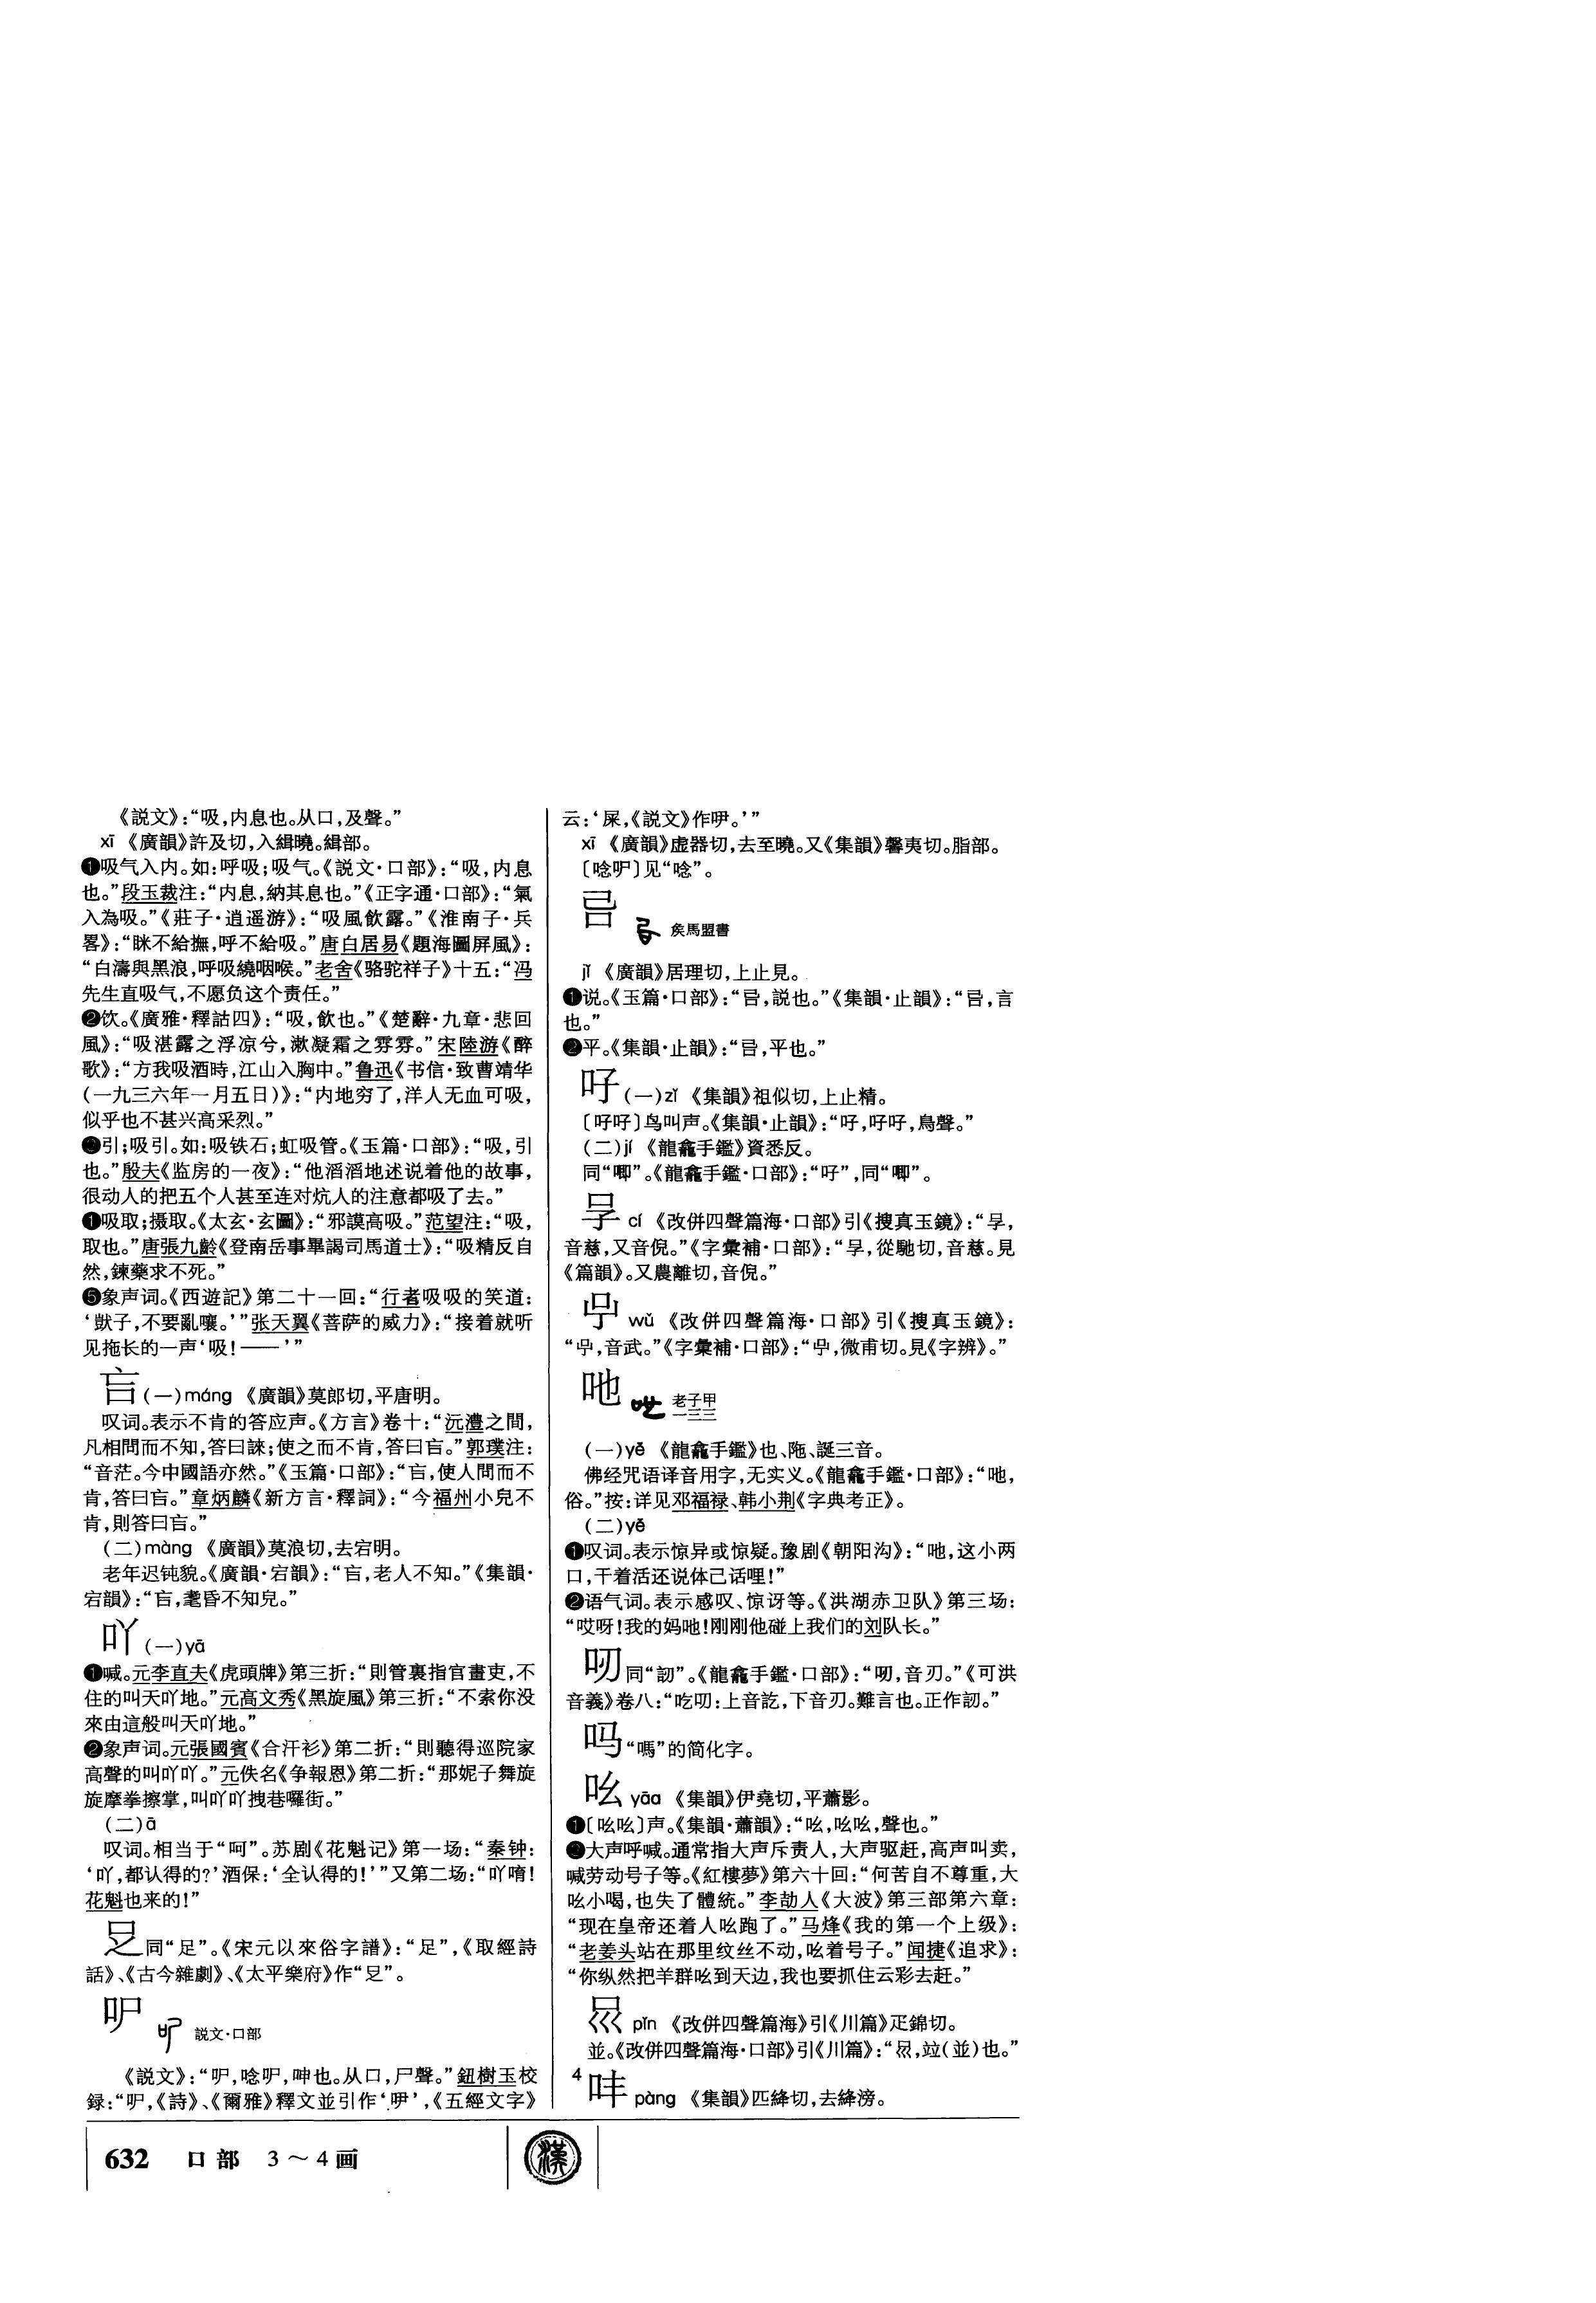 《説文》:“吸,内息也。从口,及聲。”
xī 《廣韻》許及切,入緝曉。緝部。
❶吸气入内。如:呼吸;吸气。《説文·口部》:“吸,内息
也。”段玉裁注:“内息,納其息也。”《正字通·口部》:“氣
入為吸。”《莊子·逍遥游》:“吸風飲露。”《淮南子·兵
畧》:“眯不給撫,呼不給吸。”唐白居易《題海圖屏風》:
“白濤與黑浪,呼吸繞咽喉。”老舍《骆驼祥子》十五:“冯
先生直吸气,不愿负这个责任。”
❷饮。《廣雅·釋詁四》:“吸,飲也。”《楚辭·九章·悲回
風》:“吸湛露之浮凉兮,漱凝霜之雰雰。”宋陸游《醉
歌》:“方我吸酒時,江山入胸中。”鲁迅《书信·致曹靖华
(一九三六年一月五日)》:“内地穷了,洋人无血可吸,
似乎也不甚兴高采烈。”
❸引;吸引。如:吸铁石;虹吸管。《玉篇·口部》:“吸,引
也。”殷夫《监房的一夜》:“他滔滔地述说着他的故事,
很动人的把五个人甚至连对炕人的注意都吸了去。”
❹吸取;摄取。《太玄·玄圖》:“邪謨高吸。”范望注:“吸,
取也。”唐張九齡《登南岳事畢謁司馬道士》:“吸精反自
然,鍊藥求不死。”
❺象声词。《西遊記》第二十一回:“行者吸吸的笑道:
‘獃子,不要亂嚷。’”张天翼《菩萨的威力》:“接着就听
见拖长的一声‘吸!——’”
吂(一)máng 《廣韻》莫郎切,平唐明。
叹词。表示不肯的答应声。《方言》卷十:“沅澧之間,
凡相問而不知,答曰誺;使之而不肯,答曰吂。”郭璞注:
“音茫。今中國語亦然。”《玉篇·口部》:“吂,使人問而不
肯,答曰吂。”章炳麟《新方言·釋詞》:“今福州小兒不
肯,則答曰吂。”
(二)màng 《廣韻》莫浪切,去宕明。
老年迟钝貌。《廣韻·宕韻》:“吂,老人不知。”《集韻·
宕韻》:“吂,耄昏不知皃。”
吖(一)yā
❶喊。元李直夫《虎頭牌》第三折:“則管裏指官畫吏,不
住的叫天吖地。”元高文秀《黑旋風》第三折:“不索你没
來由這般叫天吖地。”
❷象声词。元張國賓《合汗衫》第二折:“則聽得巡院家
高聲的叫吖吖。”元佚名《争報恩》第二折:“那妮子舞旋
旋摩拳擦掌,叫吖吖拽巷囉街。”
(二)ā
叹词。相当于“呵”。苏剧《花魁记》第一场:“秦钟:
‘吖,都认得的?’酒保:‘全认得的!’”又第二场:“吖唷!
花魁也来的!”
𠯁同“足”。《宋元以來俗字譜》:“足”,《取經詩
話》、《古今雜劇》、《太平樂府》作“𠯁”。
吚 説文·口部
《説文》:“吚,唸吚,呻也。从口,尸聲。”鈕樹玉校
録:“吚,《詩》、《爾雅》釋文並引作‘吚’,《五經文字》
云:‘屎,《説文》作吚。’”
xī 《廣韻》虚器切,去至曉。又《集韻》馨夷切。脂部。
〔唸吚〕见“唸”。
㠱 矦馬盟書
jǐ 《廣韻》居理切,上止見。
❶说。《玉篇·口部》:“㠱,説也。”《集韻·止韻》:“㠱,言
也。”
❷平。《集韻·止韻》:“㠱,平也。”
吇(一)zǐ 《集韻》祖似切,上止精。
〔吇吇〕鸟叫声。《集韻·止韻》:“吇,吇吇,鳥聲。”
(二)jí 《龍龕手鑑》資悉反。
同“唧”。《龍龕手鑑·口部》:“吇”,同“唧”。
cí 《改併四聲篇海·口部》引《搜真玉鏡》:“㝀,
音慈,又音倪。”《字彙補·口部》:“㝀,從馳切,音慈。見
《篇韻》。又農離切,音倪。”
wǔ 《改併四聲篇海·口部》引《搜真玉鏡》:
“,音武。”《字彙補·口部》:“,微甫切。見《字辨》。”
吔 老子甲
一三三
(一)yě 《龍龕手鑑》也、陁、誕三音。
佛经咒语译音用字,无实义。《龍龕手鑑·口部》:“吔,
俗。”按:详见邓福禄、韩小荆《字典考正》。
(二)yě
❶叹词。表示惊异或惊疑。豫剧《朝阳沟》:“吔,这小两
口,干着活还说体己话哩!”
❷语气词。表示感叹、惊讶等。《洪湖赤卫队》第三场:
“哎呀!我的妈吔!刚刚他碰上我们的刘队长。”
㕥同“訒”。《龍龕手鑑·口部》:“,音刃。”《可洪
音義》卷八:“吃:上音訖,下音刃。難言也。正作訒。”
吗“嗎”的简化字。
吆 yāo 《集韻》伊堯切,平蕭影。
❶〔吆吆〕声。《集韻·蕭韻》:“吆,吆吆,聲也。”
❷大声呼喊。通常指大声斥责人,大声驱赶,高声叫卖,
喊劳动号子等。《紅樓夢》第六十回:“何苦自不尊重,大
吆小喝,也失了體統。”李劼人《大波》第三部第六章:
“现在皇帝还着人吆跑了。”马烽《我的第一个上级》:
“老姜头站在那里纹丝不动,吆着号子。”闻捷《追求》:
“你纵然把羊群吆到天边,我也要抓住云彩去赶。”
pǐn 《改併四聲篇海》引《川篇》疋錦切。
並。《改併四聲篇海·口部》引《川篇》:“,竝(並)也。”
4
pàng 《集韻》匹絳切,去絳滂。
632 口部 3～4画
漢